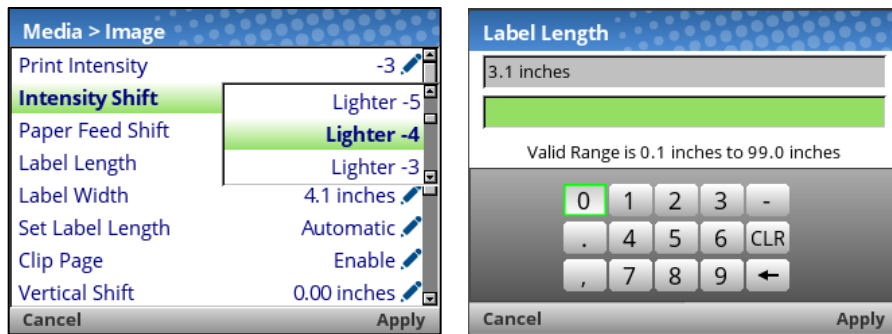 Media > Image
Print Intensity -3
Intensity Shift Lighter -5
Paper Feed Shift Lighter -4
Label Length Lighter -3
Label Width 4.1 inches
Set Label Length Automatic
Clip Page Enable
Vertical Shift 0.00 inches
Cancel Apply
Label Length
3.1 inches
Valid Range is 0.1 inches to 99.0 inches
0 1 2 3 -
. 4 5 6 CLR
, 7 8 9 ←
Cancel Apply